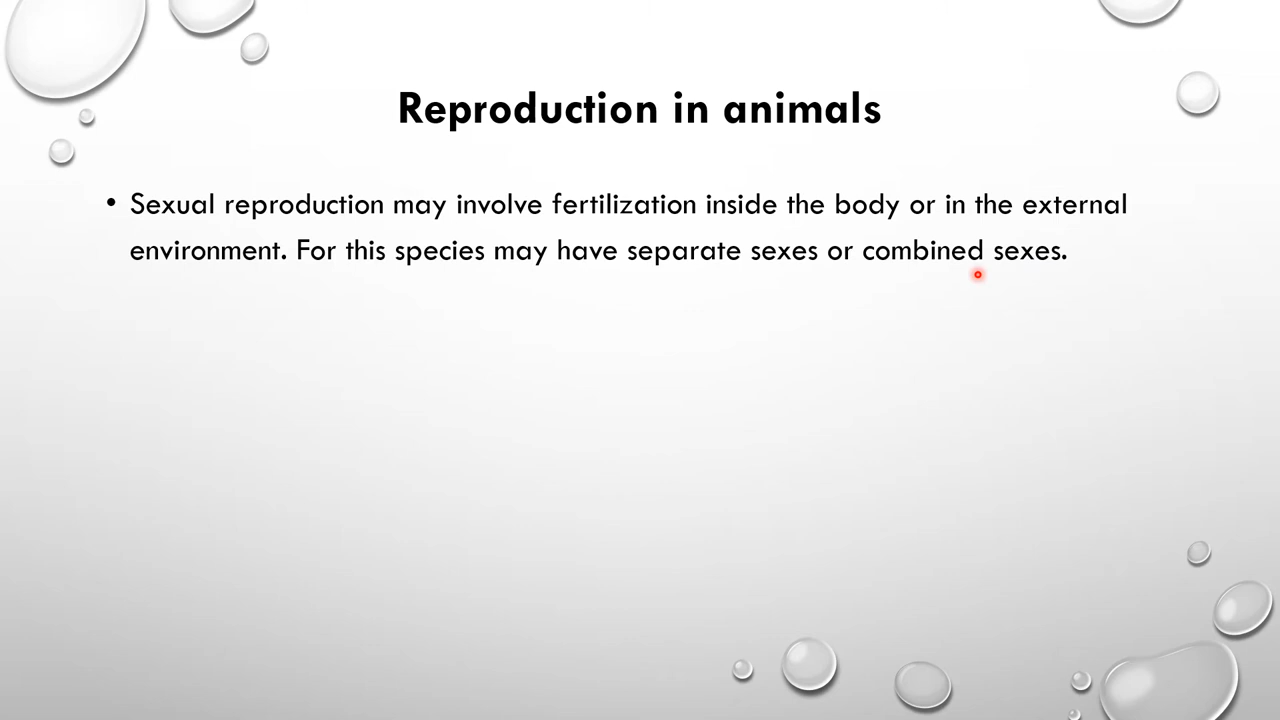 Reproduction in animals
• Sexual reproduction may involve fertilization inside the body or in the external
environment. For this species may have separate sexes or combined sexes.